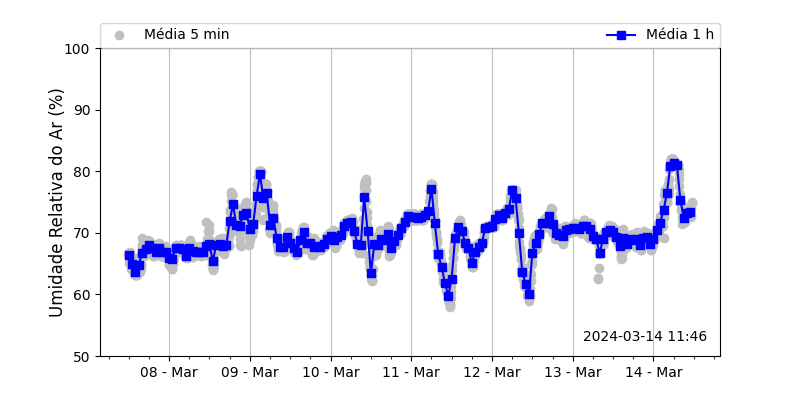 Média 5 min
Média 1 h
Umidade Relativa do Ar (%)
100
90
80
70
60
50
2024-03-14 11:46
08 - Mar
09 - Mar
10 - Mar
11 - Mar
12 - Mar
13 - Mar
14 - Mar